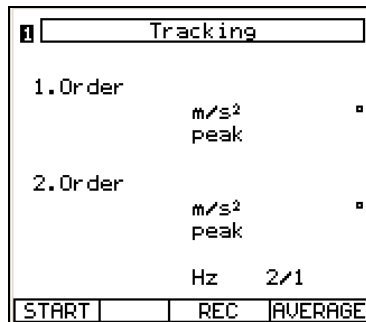 1 Tracking
1.Order
m/s² °
peak
2.Order
m/s² °
peak
Hz 2/1
START REC AVERAGE